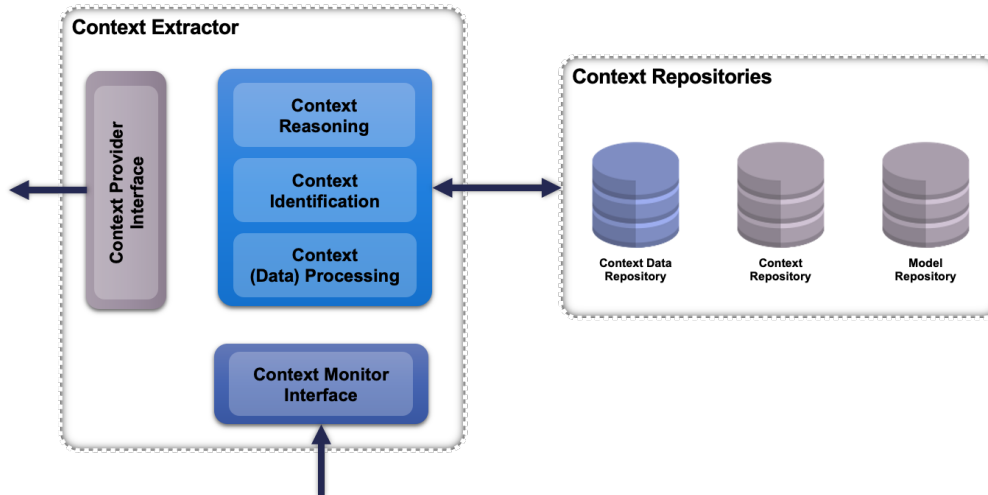 Context Extractor
Context Provider
Interface
Context
Reasoning
Context
Identification
Context
(Data) Processing
Context Monitor
Interface
Context Repositories
Context Data
Repository
Context
Repository
Model
Repository